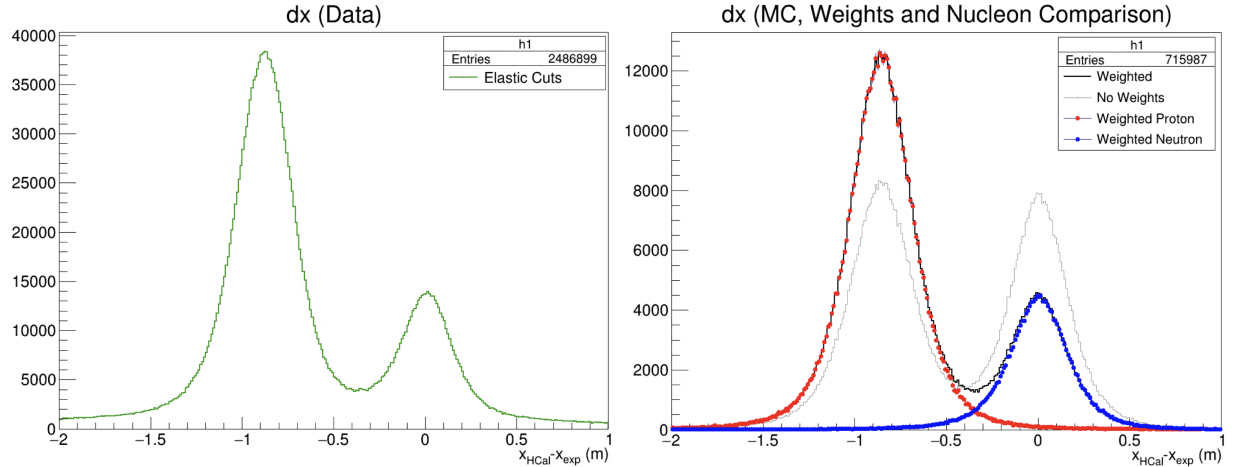 dx (Data)
h1
Entries 2486899
Elastic Cuts
40000
35000
30000
25000
20000
15000
10000
5000
0
-2 -1.5 -1 -0.5 0 0.5 1
x_HCal-x_exp (m)
dx (MC, Weights and Nucleon Comparison)
h1
Entries 715987
Weighted
No Weights
Weighted Proton
Weighted Neutron
12000
10000
8000
6000
4000
2000
0
-2 -1.5 -1 -0.5 0 0.5 1
x_HCal-x_exp (m)